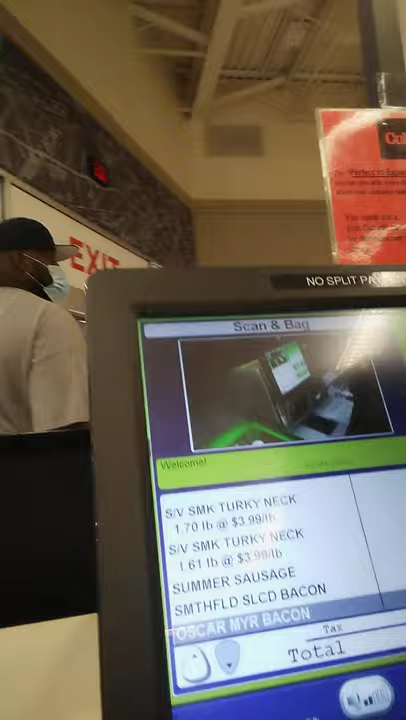 EXIT
NO SPLIT
Scan & Bag
Welcome!
S/V SMK TURKY NECK
1.70 lb @ $3.99/lb
S/V SMK TURKY NECK
1.61 lb @ $3.99/lb
SUMMER SAUSAGE
SMTHFLD SLCD BACON
OSCAR MYR BACON
Tax
Total